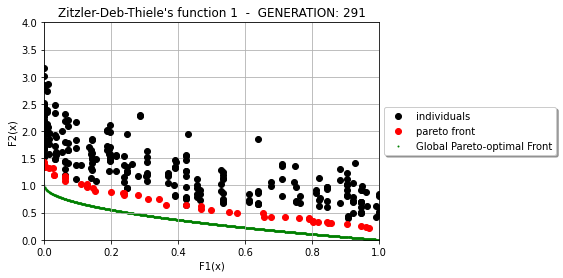 Zitzler-Deb-Thiele's function 1 - GENERATION: 291
4.0
3.5
3.0
2.5
2.0
1.5
1.0
0.5
0.0
F2(x)
0.0 0.2 0.4 0.6 0.8 1.0
F1(x)
individuals
pareto front
Global Pareto-optimal Front